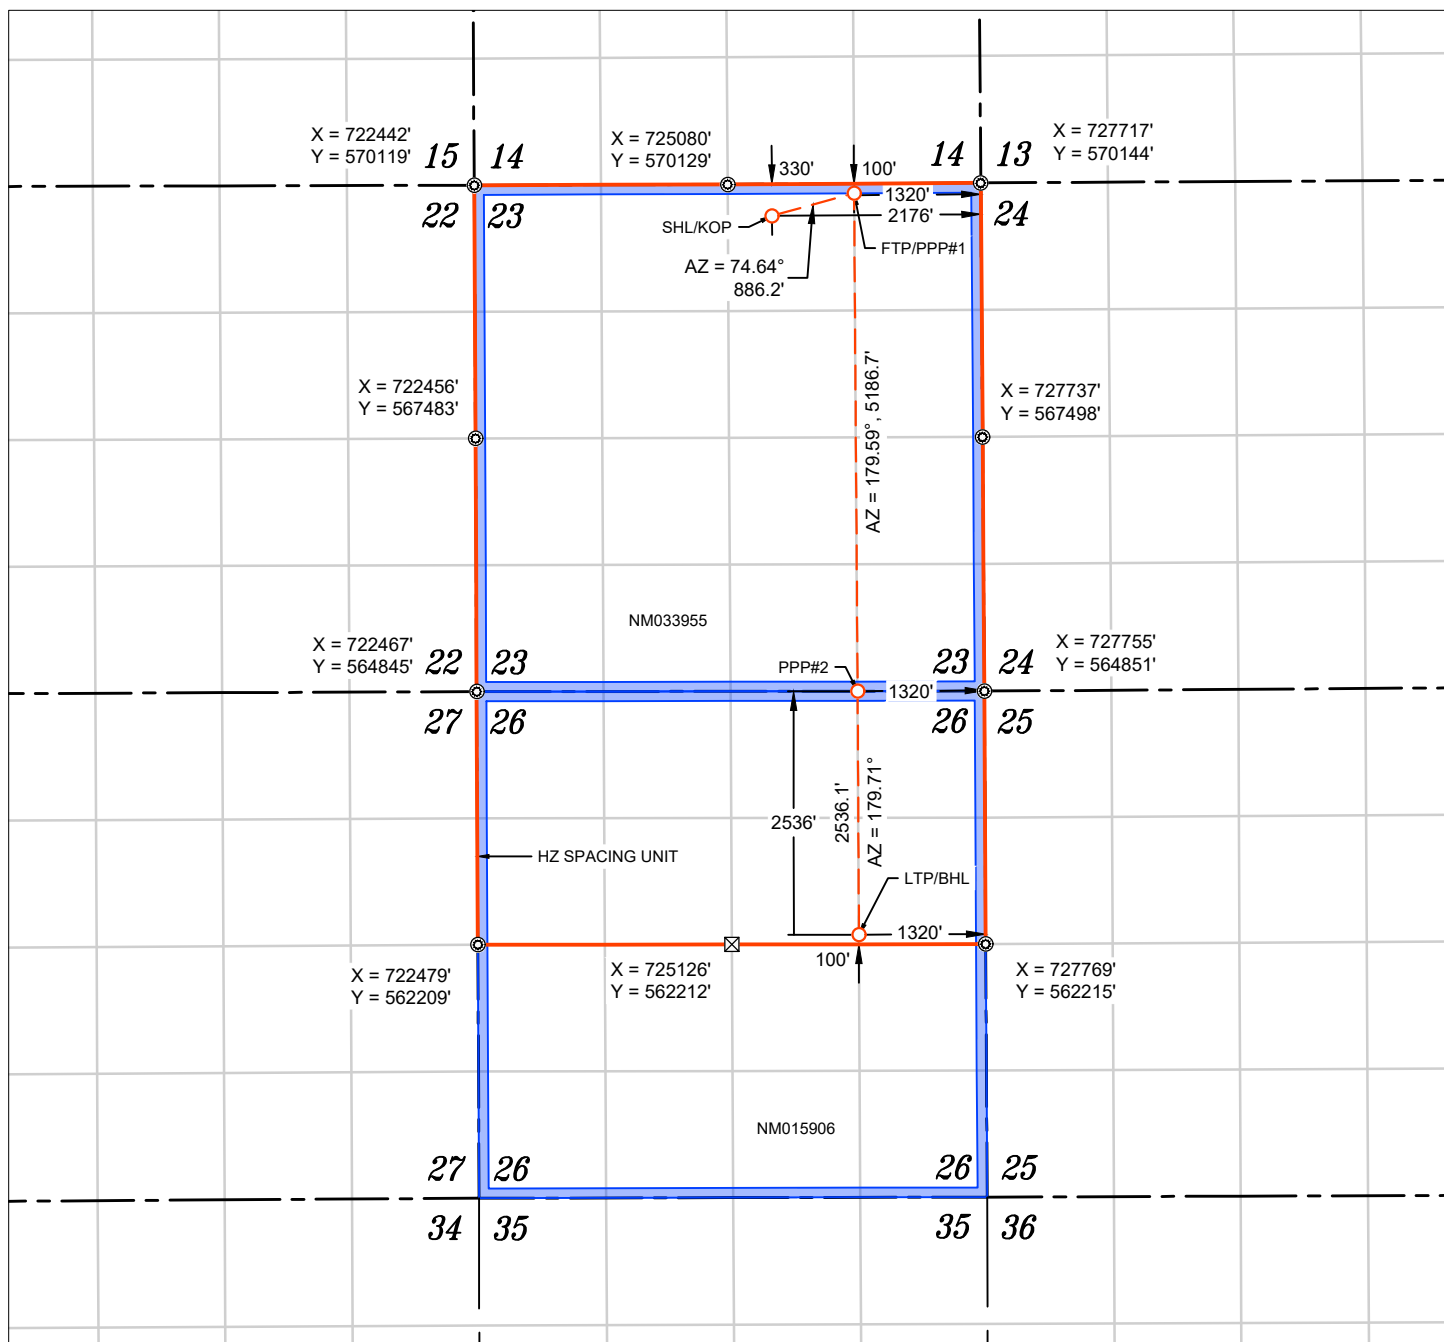 X = 722442'
Y = 570119'
15 14
X = 725080'
Y = 570129'
330'
100'
14 13
X = 727717'
Y = 570144'
22 23
1320'
2176'
24
SHL/KOP
FTP/PPP#1
AZ = 74.64°
886.2'
AZ = 179.59°, 5186.7'
X = 722456'
Y = 567483'
X = 727737'
Y = 567498'
NM033955
X = 722467'
Y = 564845'
22 23
PPP#2
23 24
X = 727755'
Y = 564851'
1320'
27 26
26 25
2536'
2536.1'
AZ = 179.71°
HZ SPACING UNIT
LTP/BHL
1320'
100'
X = 722479'
Y = 562209'
X = 725126'
Y = 562212'
X = 727769'
Y = 562215'
NM015906
27 26
26 25
34 35
35 36